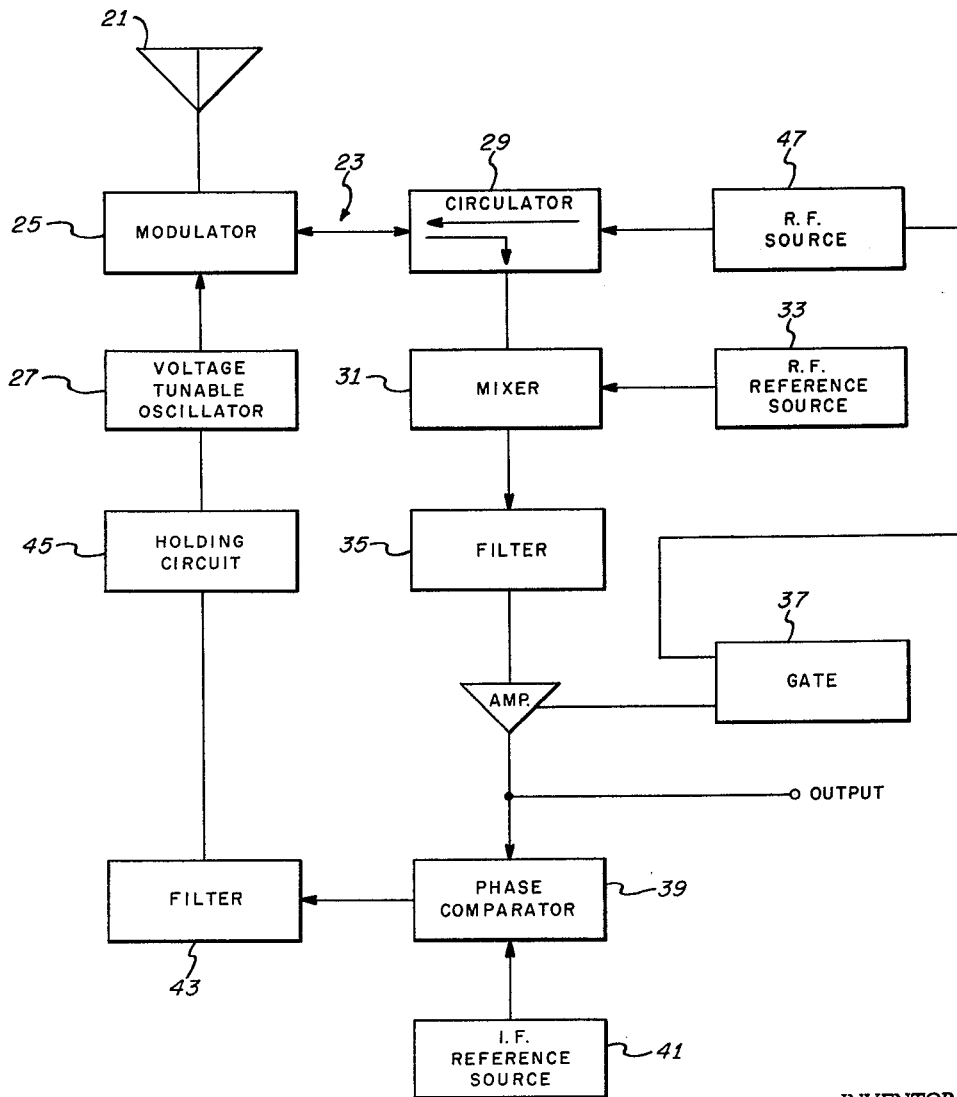 21
23
29
47
25
MODULATOR
CIRCULATOR
R.F.
SOURCE
27
VOLTAGE
TUNABLE
OSCILLATOR
31
MIXER
33
R.F.
REFERENCE
SOURCE
45
HOLDING
CIRCUIT
35
FILTER
37
GATE
AMP.
OUTPUT
FILTER
43
PHASE
COMPARATOR
39
I.F.
REFERENCE
SOURCE
41
INVENTOR